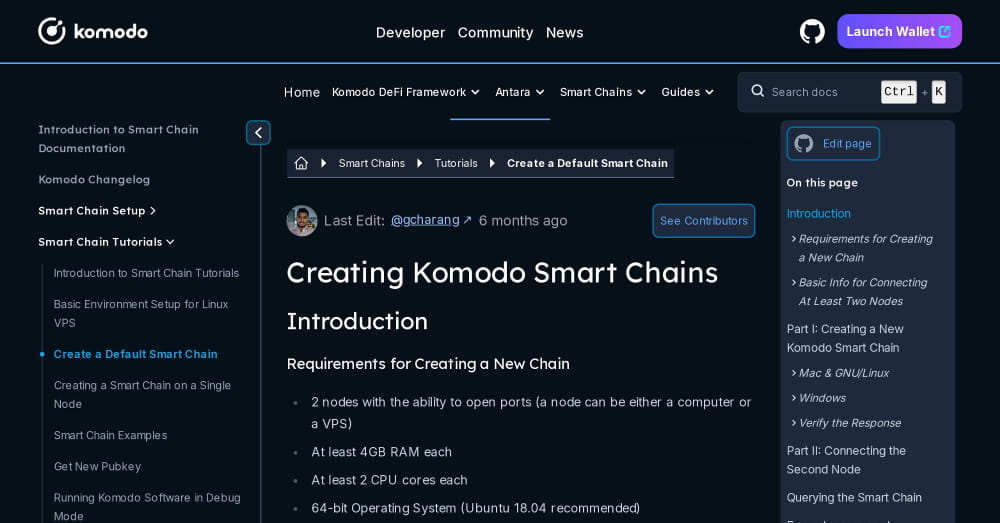 komodo
Developer Community News
Launch Wallet
Home Komodo DeFi Framework Antara Smart Chains Guides
Search docs Ctrl + K
Introduction to Smart Chain
Documentation
Komodo Changelog
Smart Chain Setup
Smart Chain Tutorials
Introduction to Smart Chain Tutorials
Basic Environment Setup for Linux
VPS
Create a Default Smart Chain
Creating a Smart Chain on a Single
Node
Smart Chain Examples
Get New Pubkey
Running Komodo Software in Debug
Mode
Smart Chains Tutorials Create a Default Smart Chain
Last Edit: @gcharang ↗ 6 months ago
See Contributors
Creating Komodo Smart Chains
Introduction
Requirements for Creating a New Chain
2 nodes with the ability to open ports (a node can be either a computer or
a VPS)
At least 4GB RAM each
At least 2 CPU cores each
64-bit Operating System (Ubuntu 18.04 recommended)
Edit page
On this page
Introduction
Requirements for Creating
a New Chain
Basic Info for Connecting
At Least Two Nodes
Part I: Creating a New
Komodo Smart Chain
Mac & GNU/Linux
Windows
Verify the Response
Part II: Connecting the
Second Node
Querying the Smart Chain